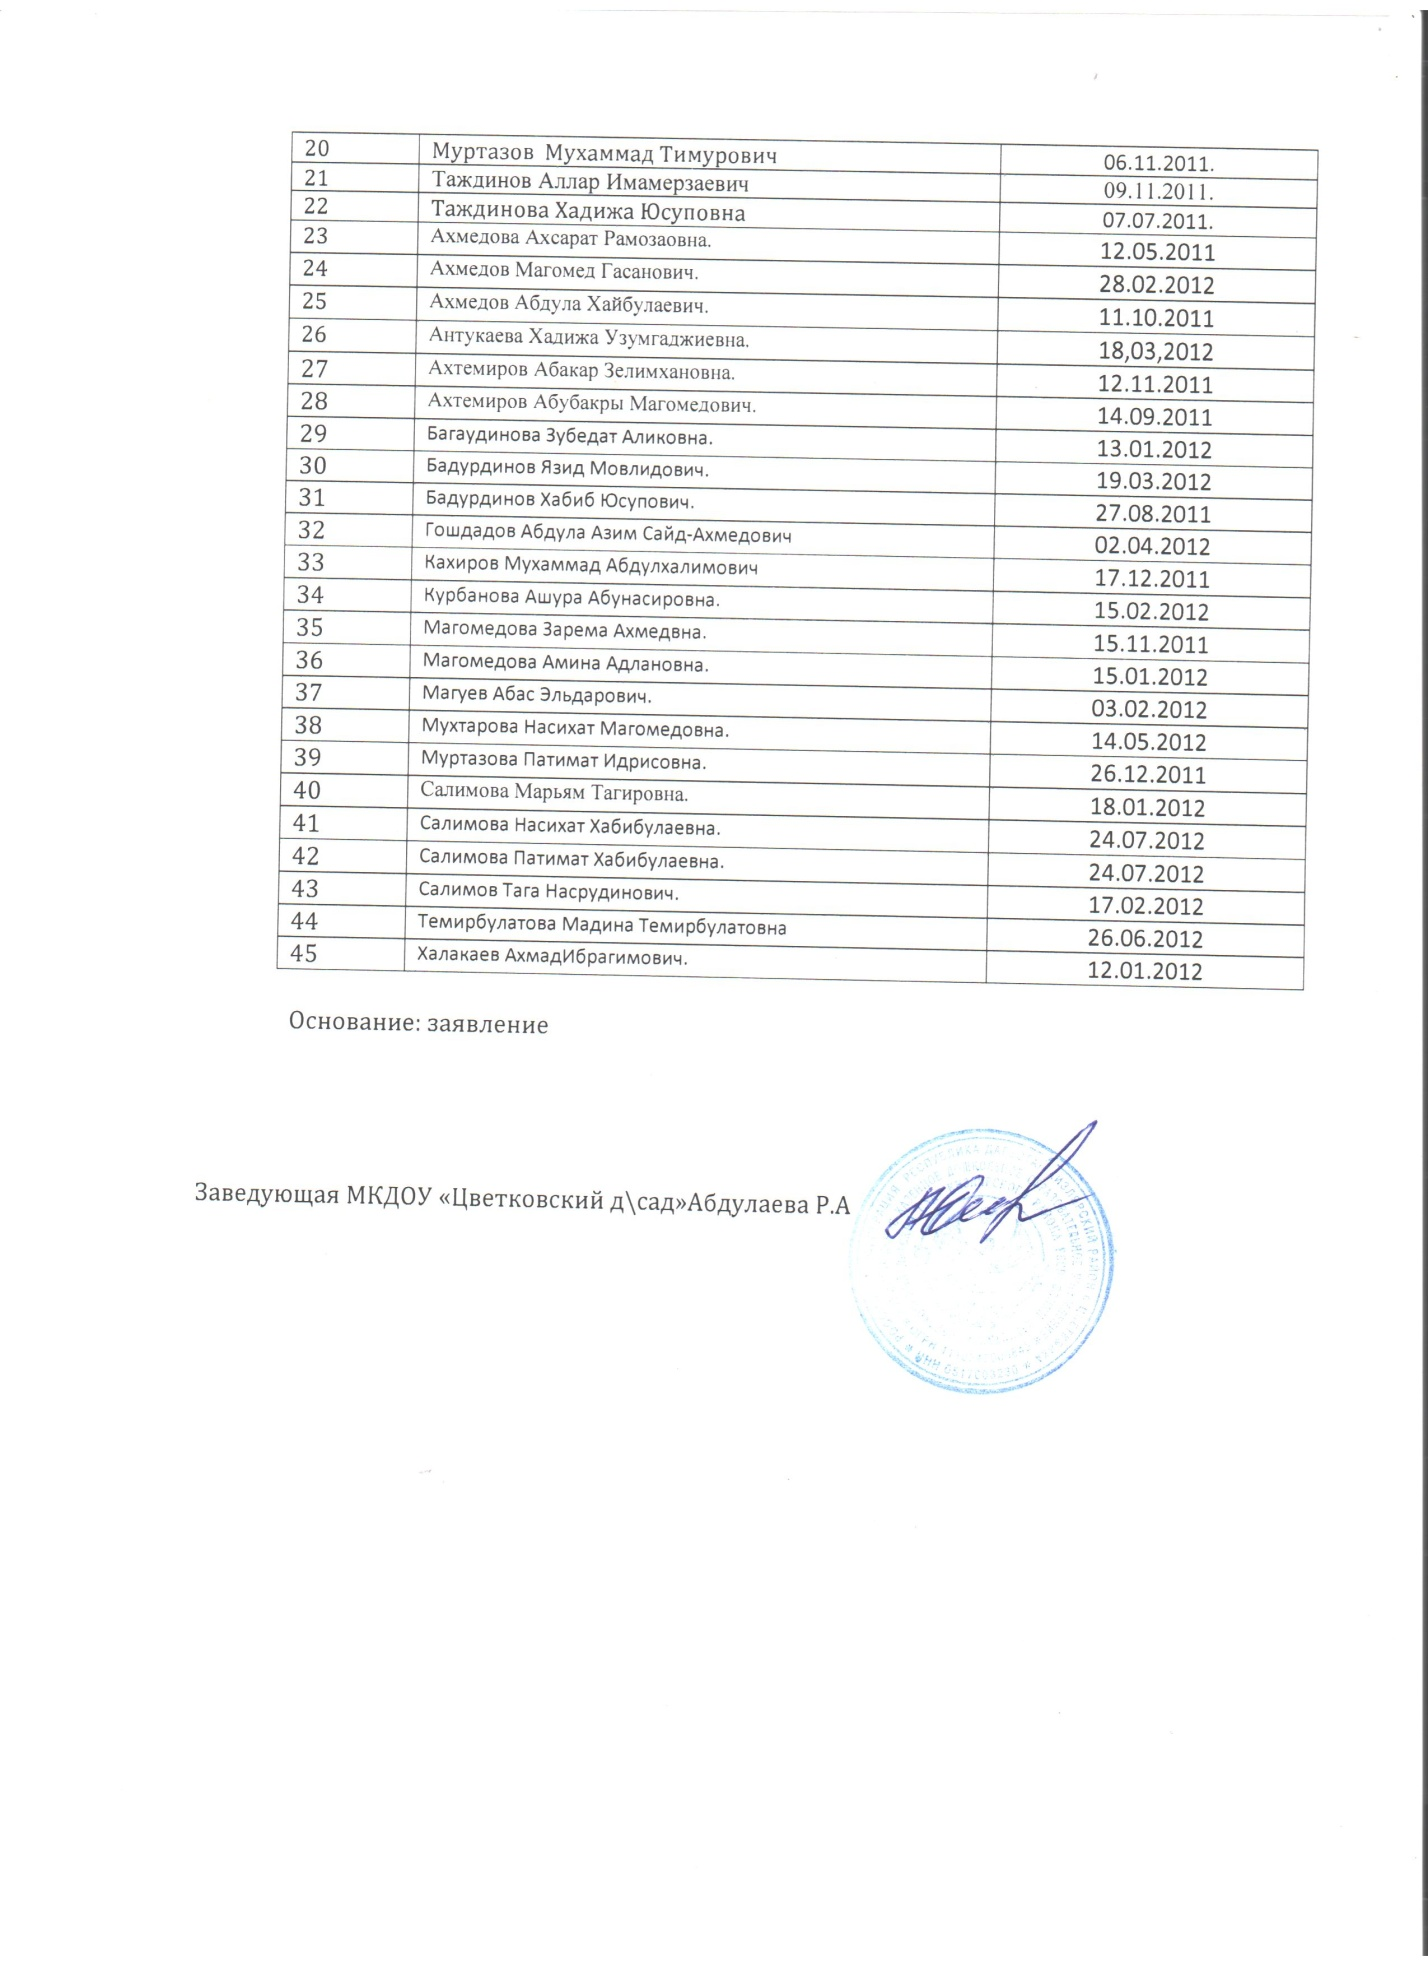 20 Муртазов Мухаммад Тимурович 06.11.2011.
21 Таждинов Аллар Имамерзаевич 09.11.2011.
22 Таждинова Хадижа Юсуповна 07.07.2011.
23 Ахмедова Ахсарат Рамозаовна. 12.05.2011
24 Ахмедов Магомед Гасанович. 28.02.2012
25 Ахмедов Абдула Хайбулаевич. 11.10.2011
26 Антукаева Хадижа Узумгаджиевна. 18,03,2012
27 Ахтемиров Абакар Зелимхановна. 12.11.2011
28 Ахтемиров Абубакры Магомедович. 14.09.2011
29 Багаудинова Зубедат Аликовна. 13.01.2012
30 Бадурдинов Язид Мовлидович. 19.03.2012
31 Бадурдинов Хабиб Юсупович. 27.08.2011
32 Гошдадов Абдула Азим Сайд-Ахмедович 02.04.2012
33 Кахиров Мухаммад Абдулхалимович 17.12.2011
34 Курбанова Ашура Абунасировна. 15.02.2012
35 Магомедова Зарема Ахмедвна. 15.11.2011
36 Магомедова Амина Адлановна. 15.01.2012
37 Магуев Абас Эльдарович. 03.02.2012
38 Мухтарова Насихат Магомедовна. 14.05.2012
39 Муртазова Патимат Идрисовна. 26.12.2011
40 Салимова Марьям Тагировна. 18.01.2012
41 Салимова Насихат Хабибулаевна. 24.07.2012
42 Салимова Патимат Хабибулаевна. 24.07.2012
43 Салимов Тага Насрудинович. 17.02.2012
44 Темирбулатова Мадина Темирбулатовна 26.06.2012
45 Халакаев АхмадИбрагимович. 12.01.2012
Основание: заявление
Заведующая МКДОУ «Цветковский д\сад»Абдулаева Р.А